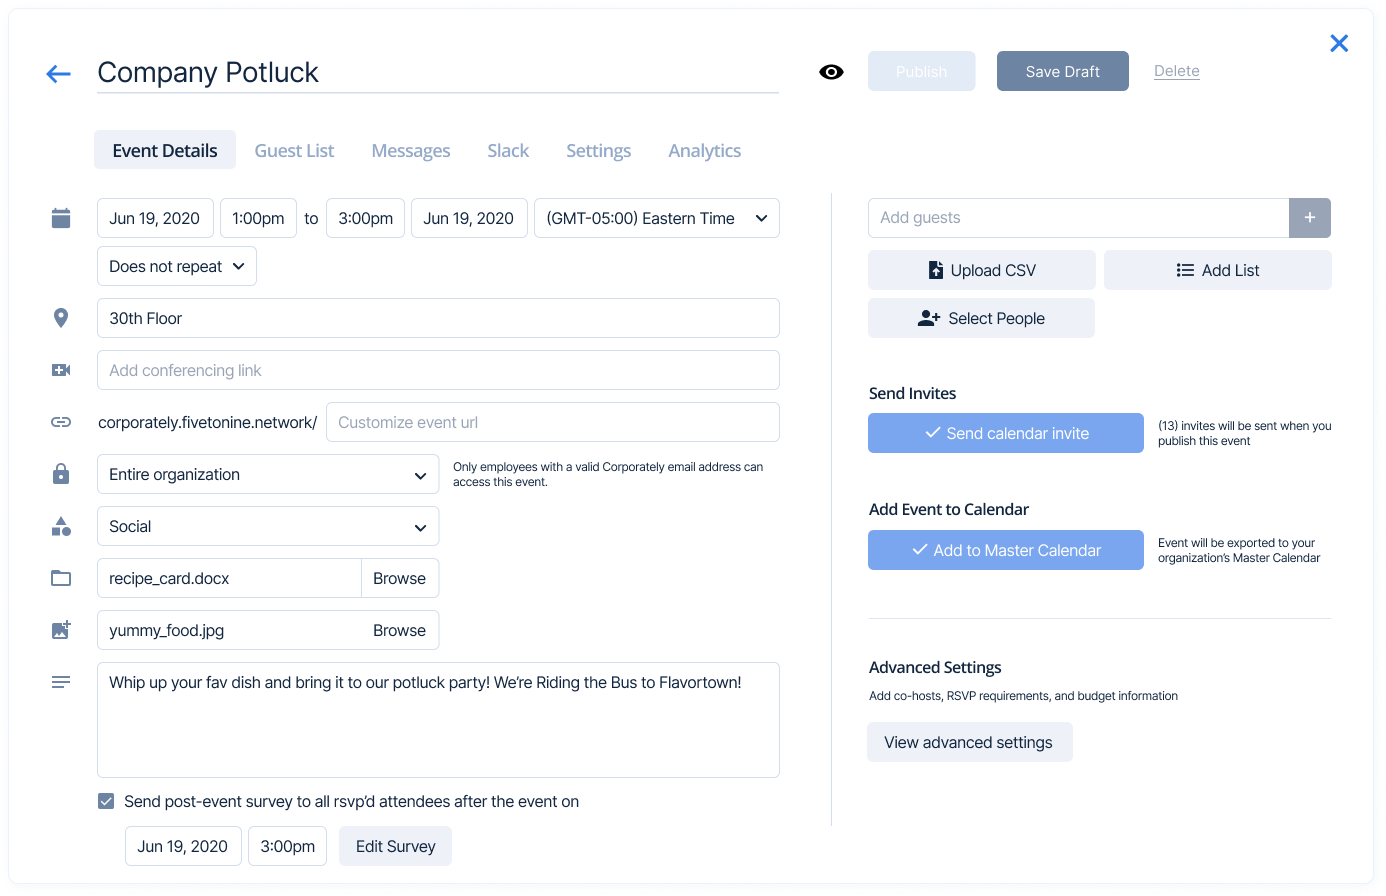 Company Potluck
Publish
Save Draft
Delete
Event Details
Guest List
Messages
Slack
Settings
Analytics
Jun 19, 2020
1:00pm
to
3:00pm
Jun 19, 2020
(GMT-05:00) Eastern Time
Does not repeat
30th Floor
Add conferencing link
corporately.fivetonine.network/
Customize event url
Entire organization
Only employees with a valid Corporately email address can
access this event.
Social
recipe_card.docx
Browse
yummy_food.jpg
Browse
Whip up your fav dish and bring it to our potluck party! We’re Riding the Bus to Flavortown!
Send post-event survey to all rsvp’d attendees after the event on
Jun 19, 2020
3:00pm
Edit Survey
Add guests
+
Upload CSV
Add List
Select People
Send Invites
Send calendar invite
(13) invites will be sent when you
publish this event
Add Event to Calendar
Add to Master Calendar
Event will be exported to your
organization’s Master Calendar
Advanced Settings
Add co-hosts, RSVP requirements, and budget information
View advanced settings